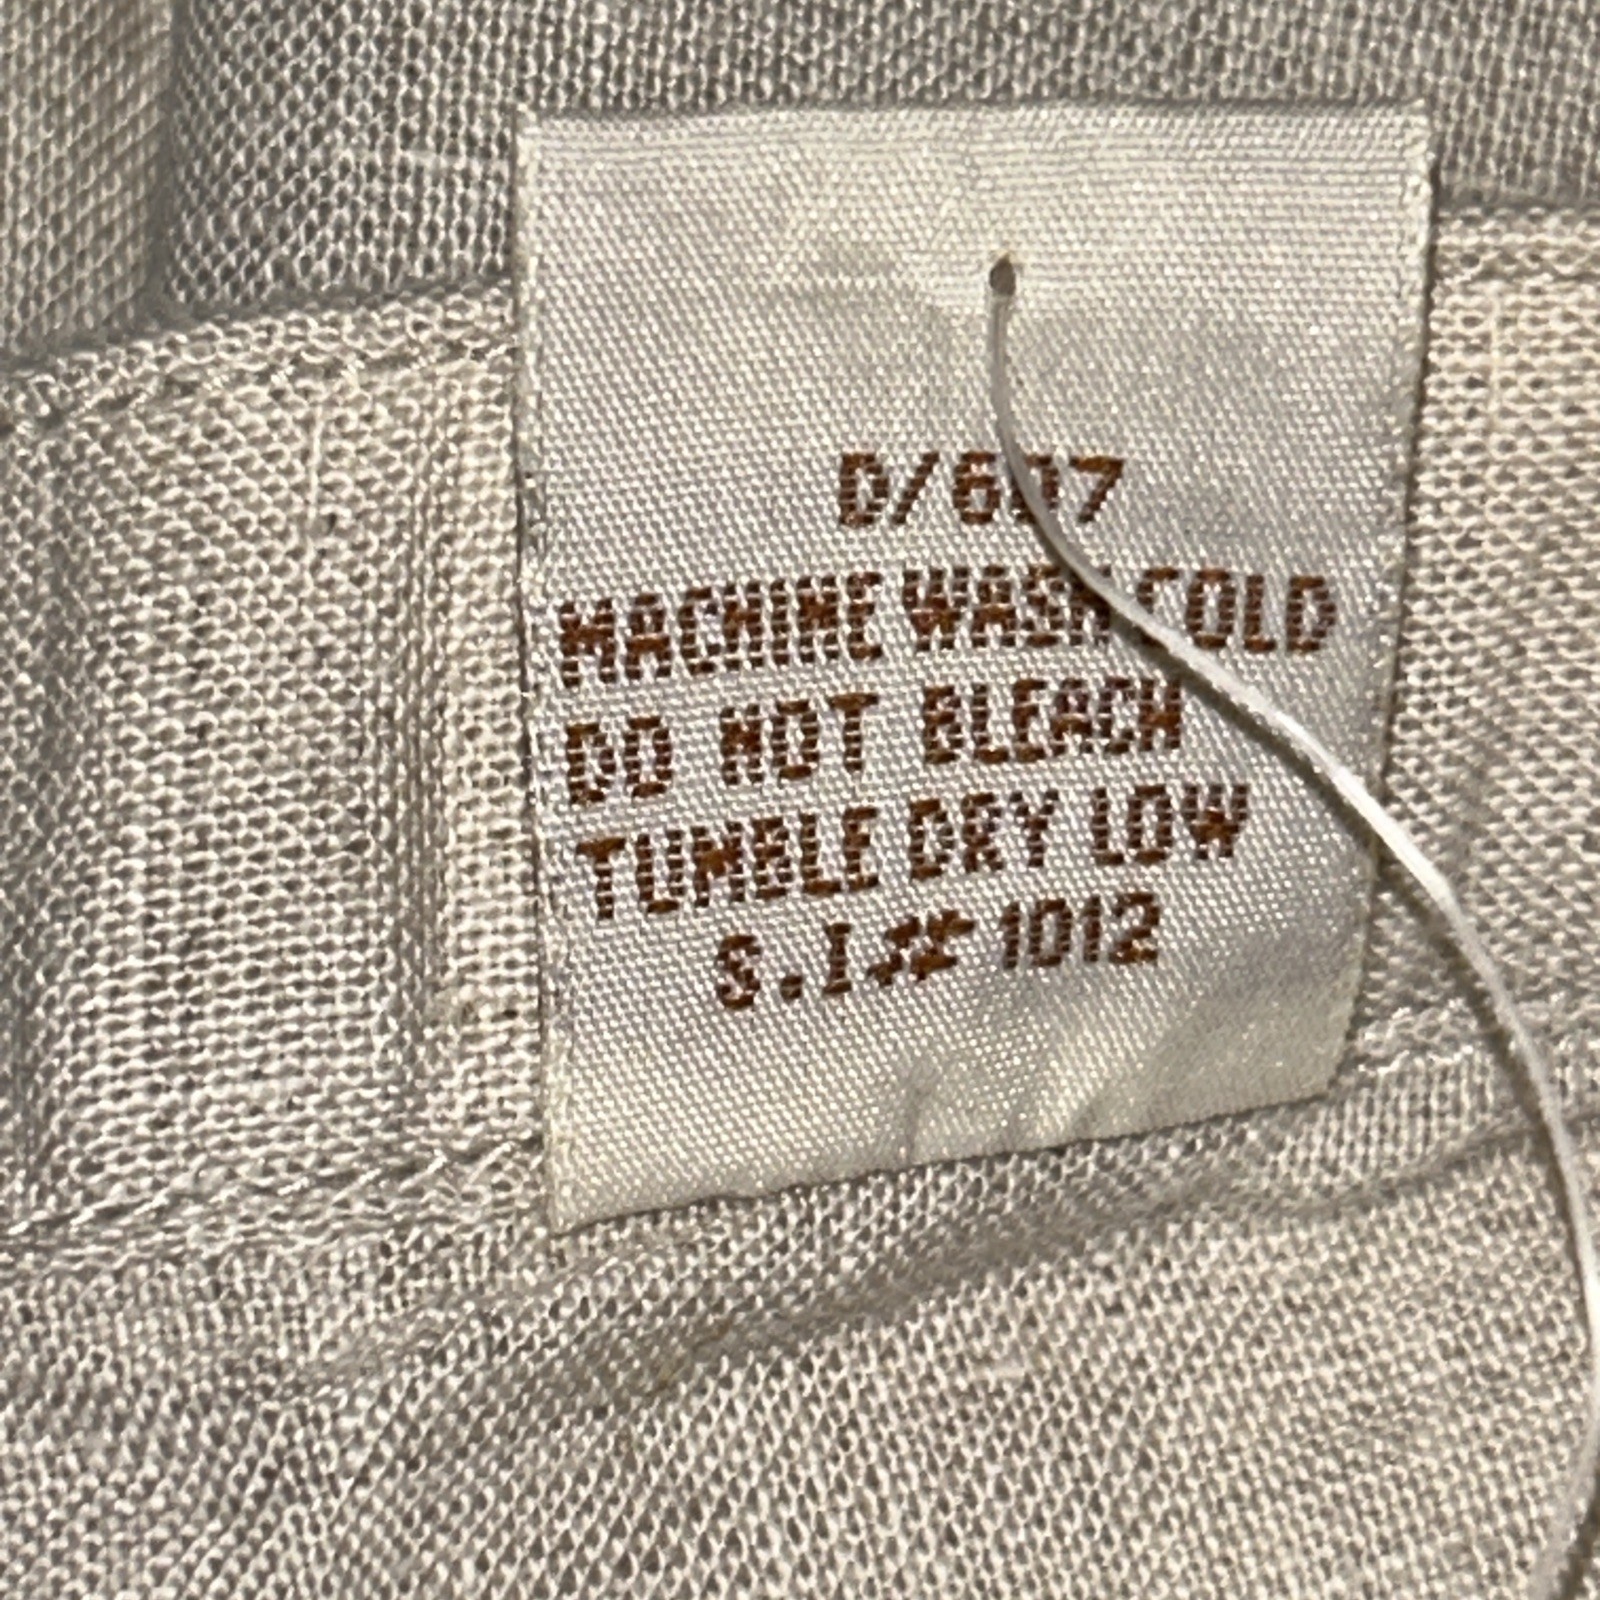 D/607
MACHINE WASH COLD
DO NOT BLEACH
TUMBLE DRY LOW
S.I# 1012